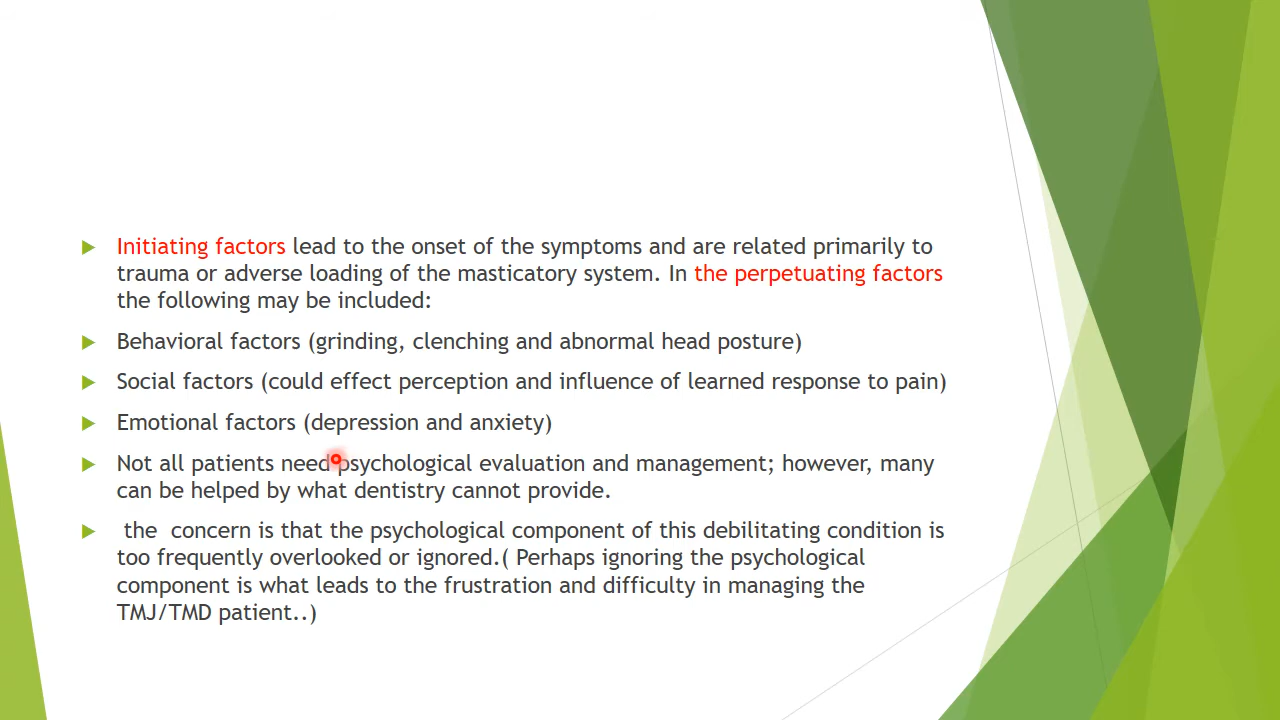 Initiating factors lead to the onset of the symptoms and are related primarily to
trauma or adverse loading of the masticatory system. In the perpetuating factors
the following may be included:
Behavioral factors (grinding, clenching and abnormal head posture)
Social factors (could effect perception and influence of learned response to pain)
Emotional factors (depression and anxiety)
Not all patients need psychological evaluation and management; however, many
can be helped by what dentistry cannot provide.
the  concern is that the psychological component of this debilitating condition is
too frequently overlooked or ignored.( Perhaps ignoring the psychological
component is what leads to the frustration and difficulty in managing the
TMJ/TMD patient..)